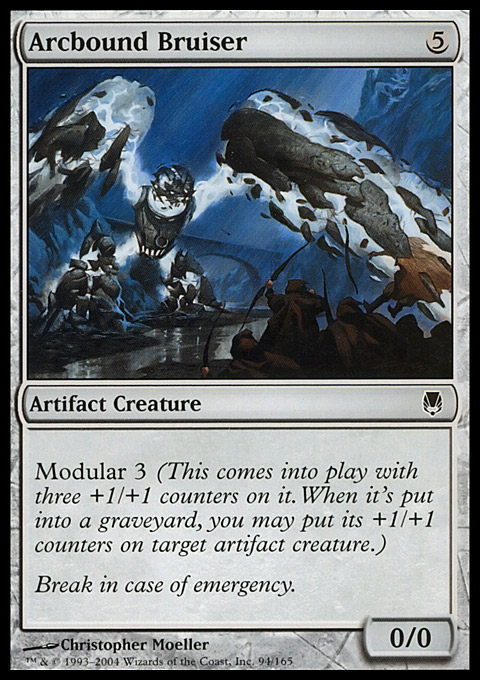 Arcbound Bruiser 5
Artifact Creature
Modular 3 (This comes into play with
three +1/+1 counters on it. When it's put
into a graveyard, you may put its +1/+1
counters on target artifact creature.)
Break in case of emergency.
Christopher Moeller
™ & © 1993–2004 Wizards of the Coast, Inc. 94/165
0/0